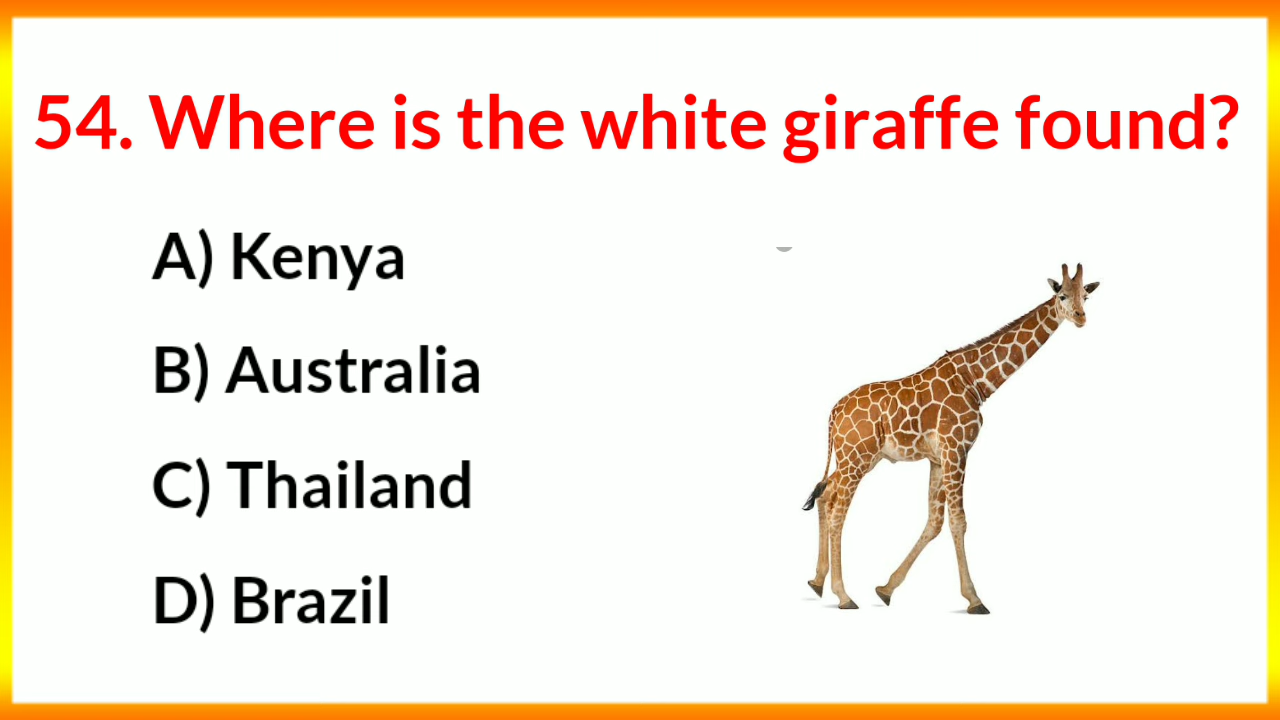 54. Where is the white giraffe found?
A) Kenya
B) Australia
C) Thailand
D) Brazil